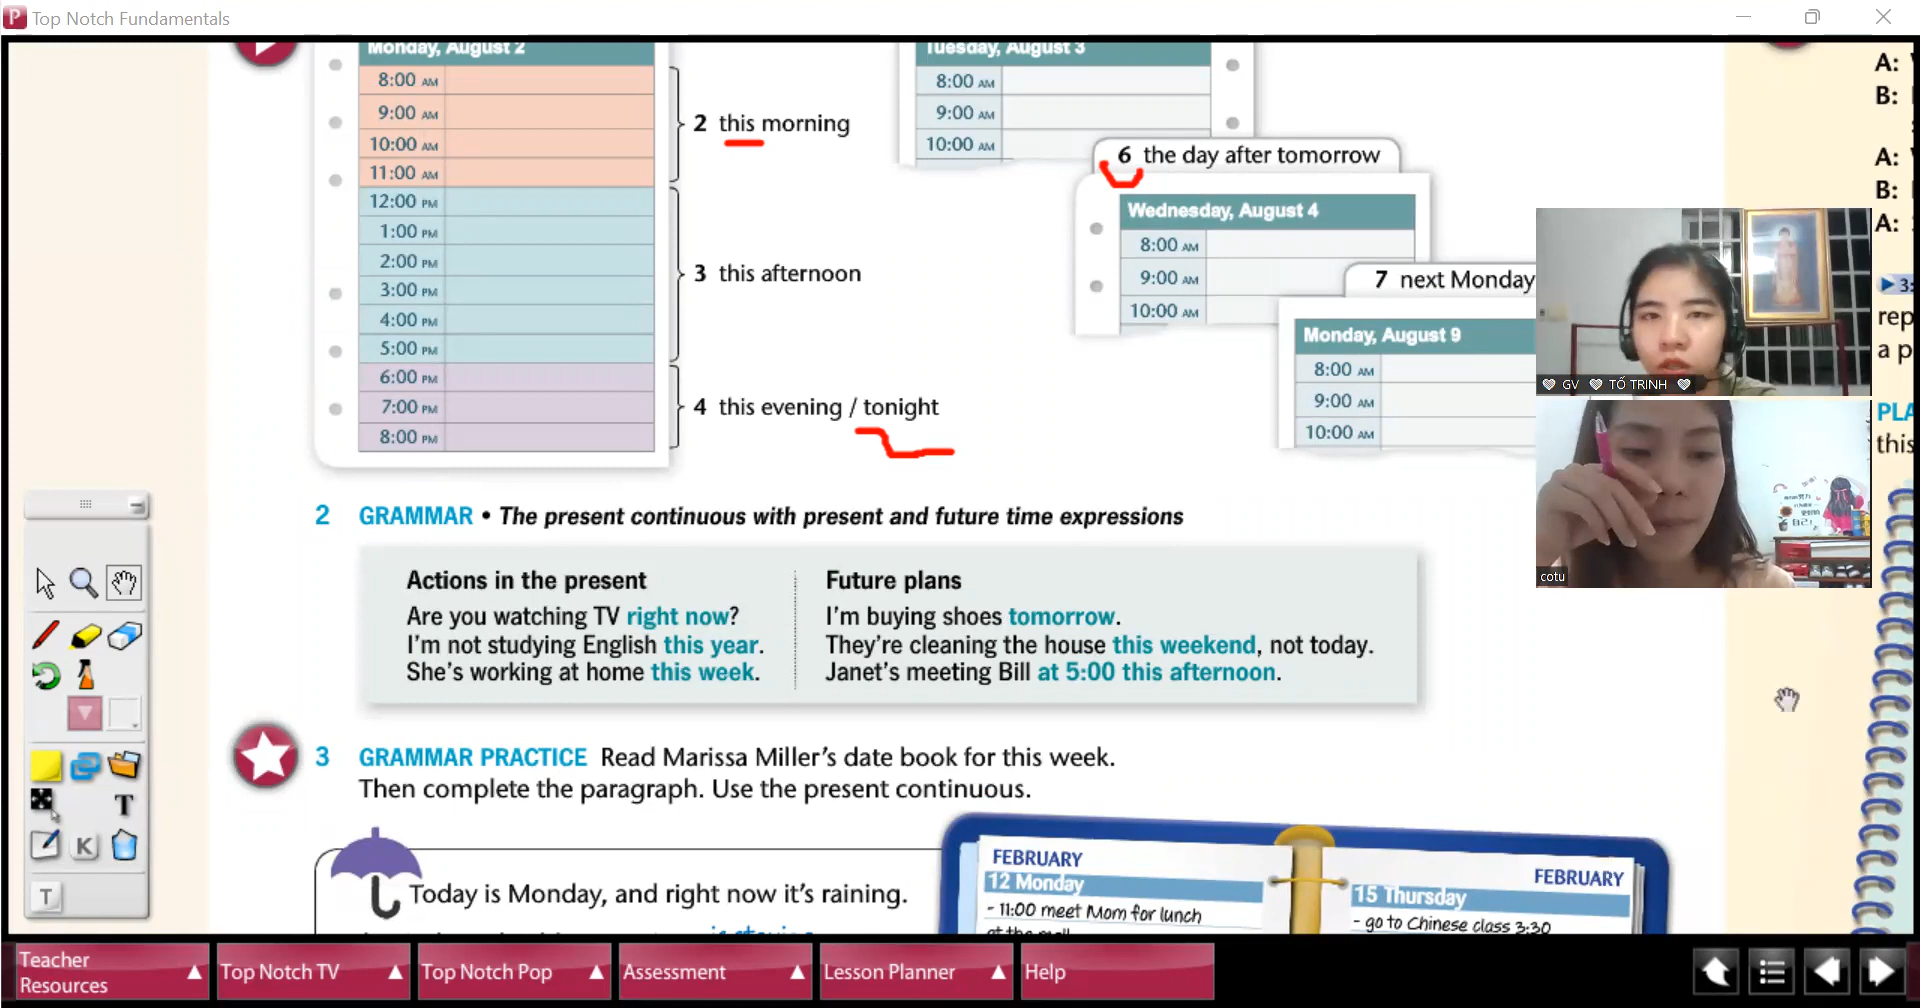 Top Notch Fundamentals
Monday, August 2
8:00 AM
9:00 AM
10:00 AM
11:00 AM
12:00 PM
1:00 PM
2:00 PM
3:00 PM
4:00 PM
5:00 PM
6:00 PM
7:00 PM
8:00 PM
2 this morning
3 this afternoon
4 this evening / tonight
Tuesday, August 3
8:00 AM
9:00 AM
10:00 AM
6 the day after tomorrow
Wednesday, August 4
8:00 AM
9:00 AM
10:00 AM
7 next Monday
Monday, August 9
8:00 AM
9:00 AM
10:00 AM
A:
B:
A:
B:
A:
3:
rep
a p
PLA
this
GV TỐ TRINH
cotu
2 GRAMMAR • The present continuous with present and future time expressions
Actions in the present
Are you watching TV right now?
I'm not studying English this year.
She's working at home this week.
Future plans
I'm buying shoes tomorrow.
They're cleaning the house this weekend, not today.
Janet's meeting Bill at 5:00 this afternoon.
3 GRAMMAR PRACTICE Read Marissa Miller's date book for this week.
Then complete the paragraph. Use the present continuous.
Today is Monday, and right now it's raining.
FEBRUARY
12 Monday
- 11:00 meet Mom for lunch
at the mall
FEBRUARY
15 Thursday
- go to Chinese class 3:30
T
K
T
Teacher
Resources
Top Notch TV
Top Notch Pop
Assessment
Lesson Planner
Help